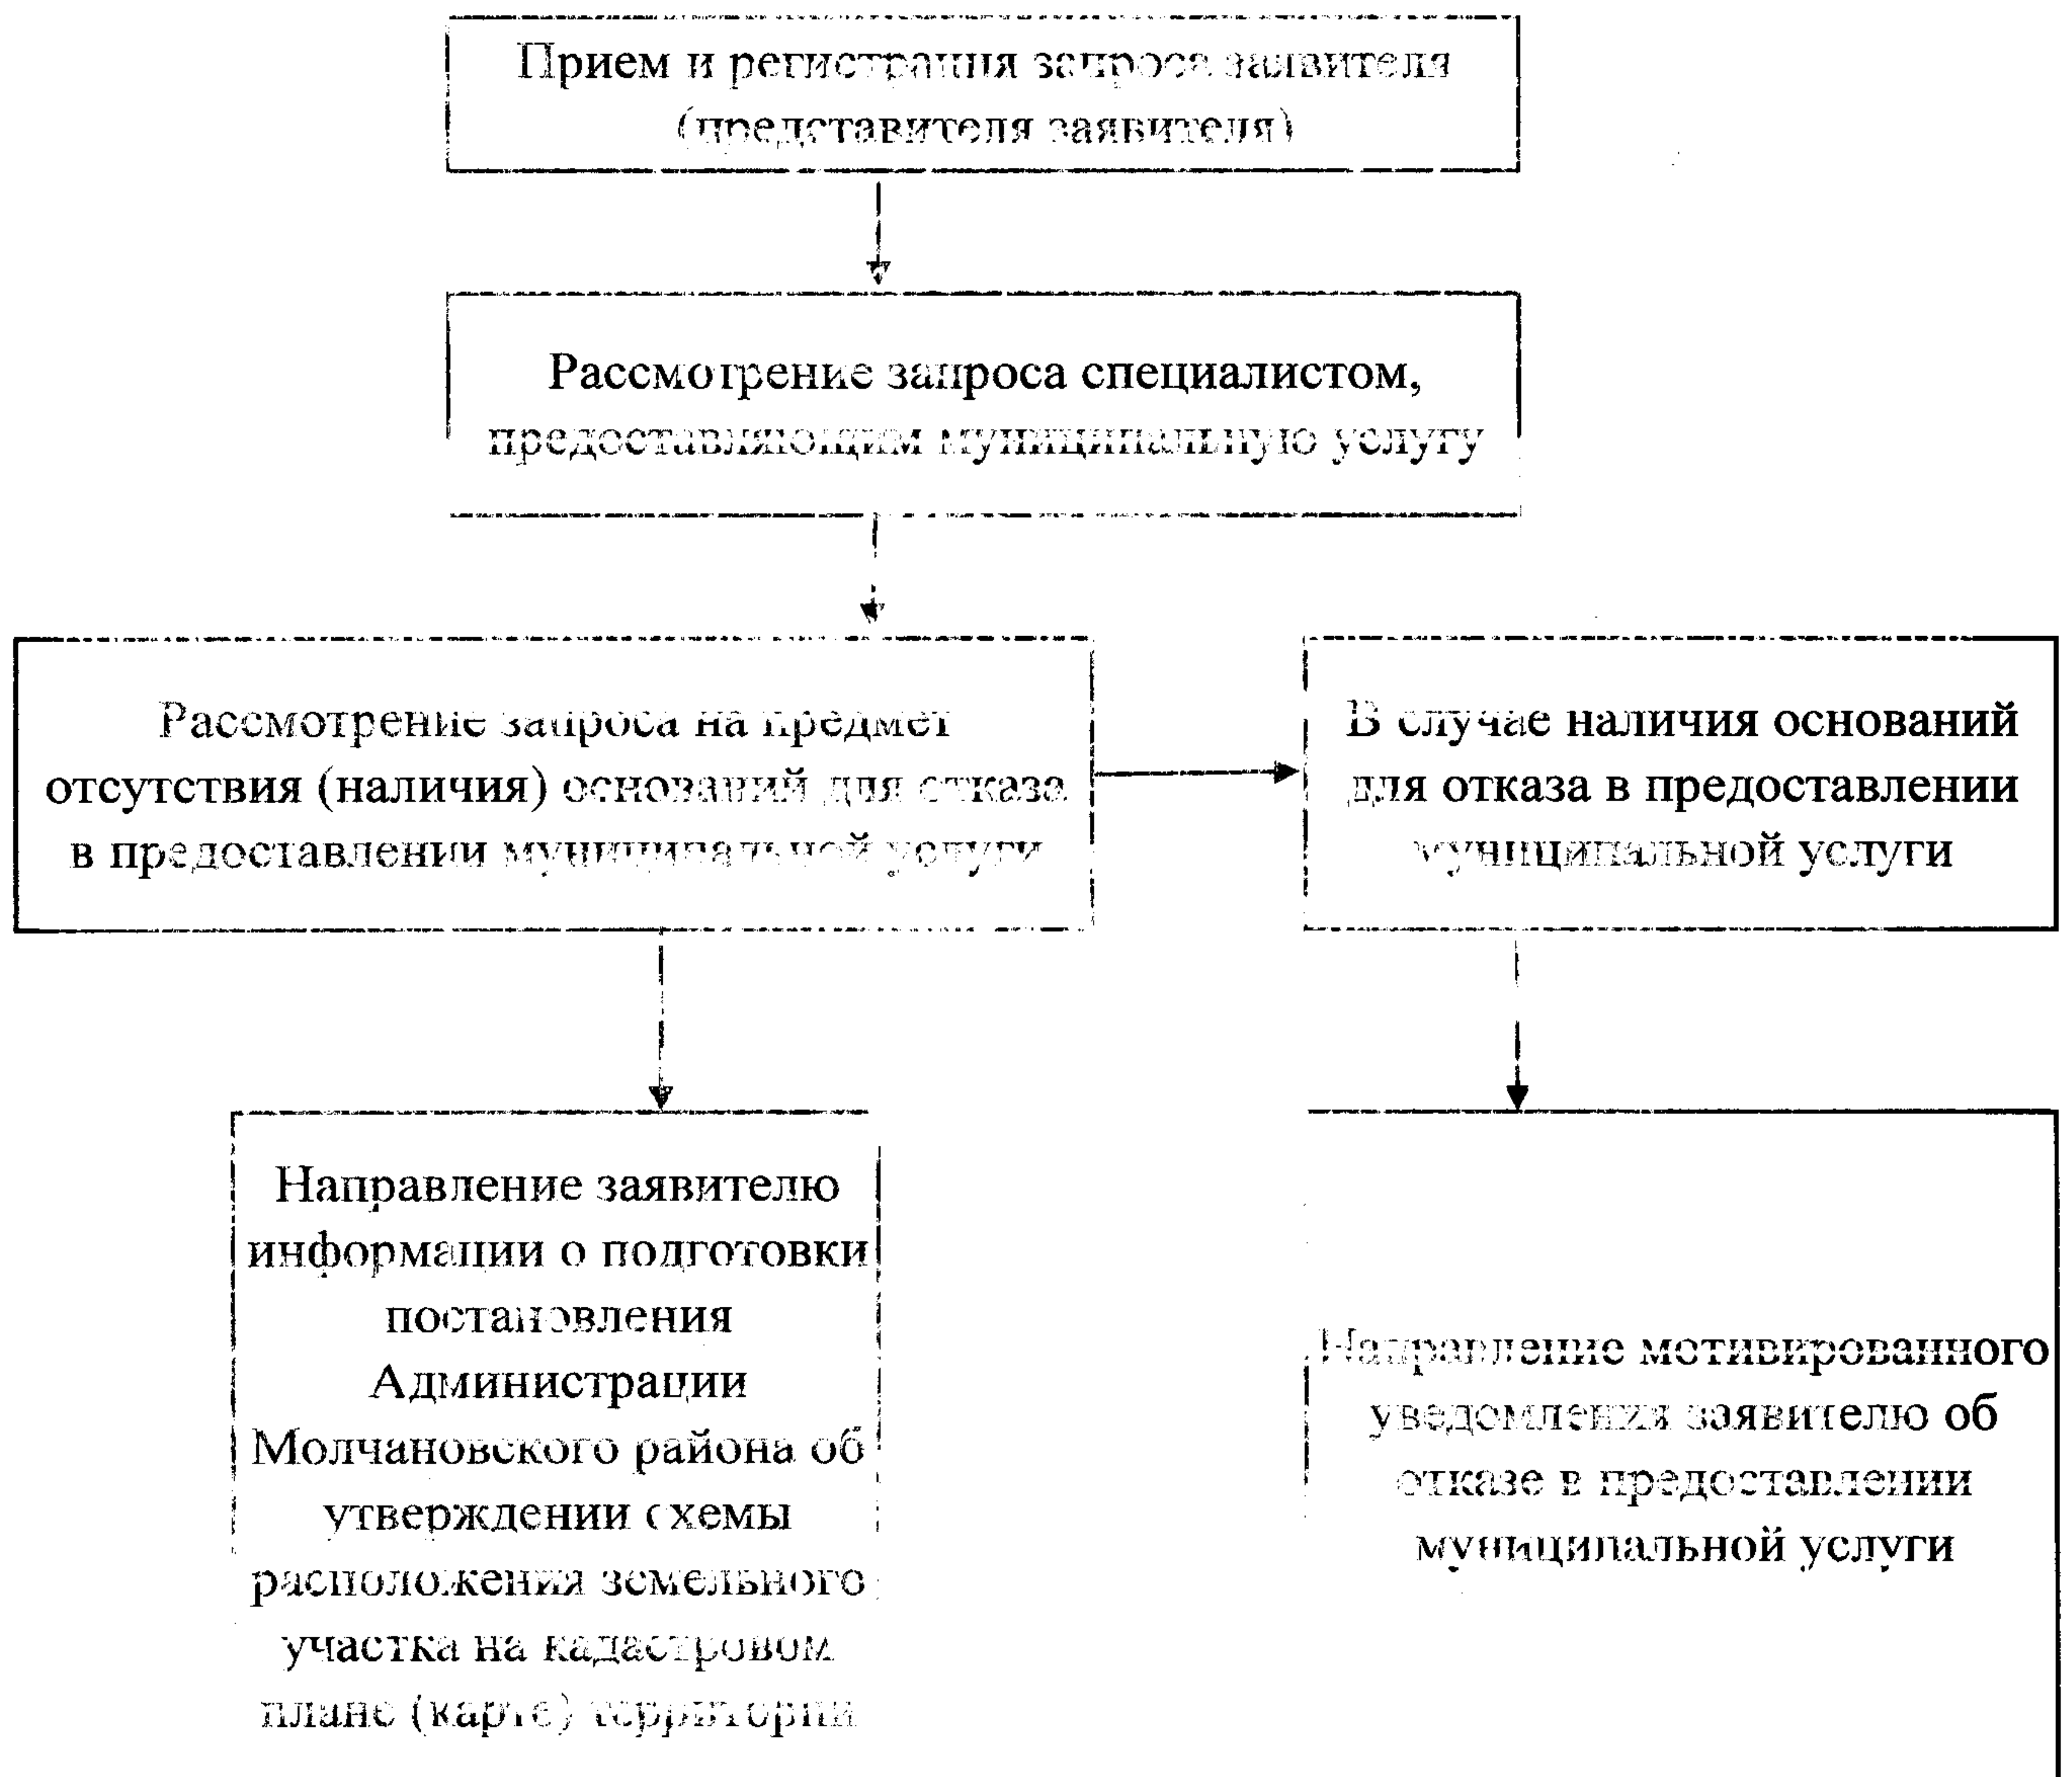 Прием и регистрация запроса заявителя
(представителя заявителя)
Рассмотрение запроса специалистом,
предоставляющим муниципальную услугу
Рассмотрение запроса на предмет
отсутствия (наличия) оснований для отказа
в предоставлении муниципальной услуги
В случае наличия оснований
для отказа в предоставлении
муниципальной услуги
Направление заявителю
информации о подготовки
постановления
Администрации
Молчановского района об
утверждении схемы
расположения земельного
участка на кадастровом
плане (карте) территории
Направление мотивированного
уведомления заявителю об
отказе в предоставлении
муниципальной услуги